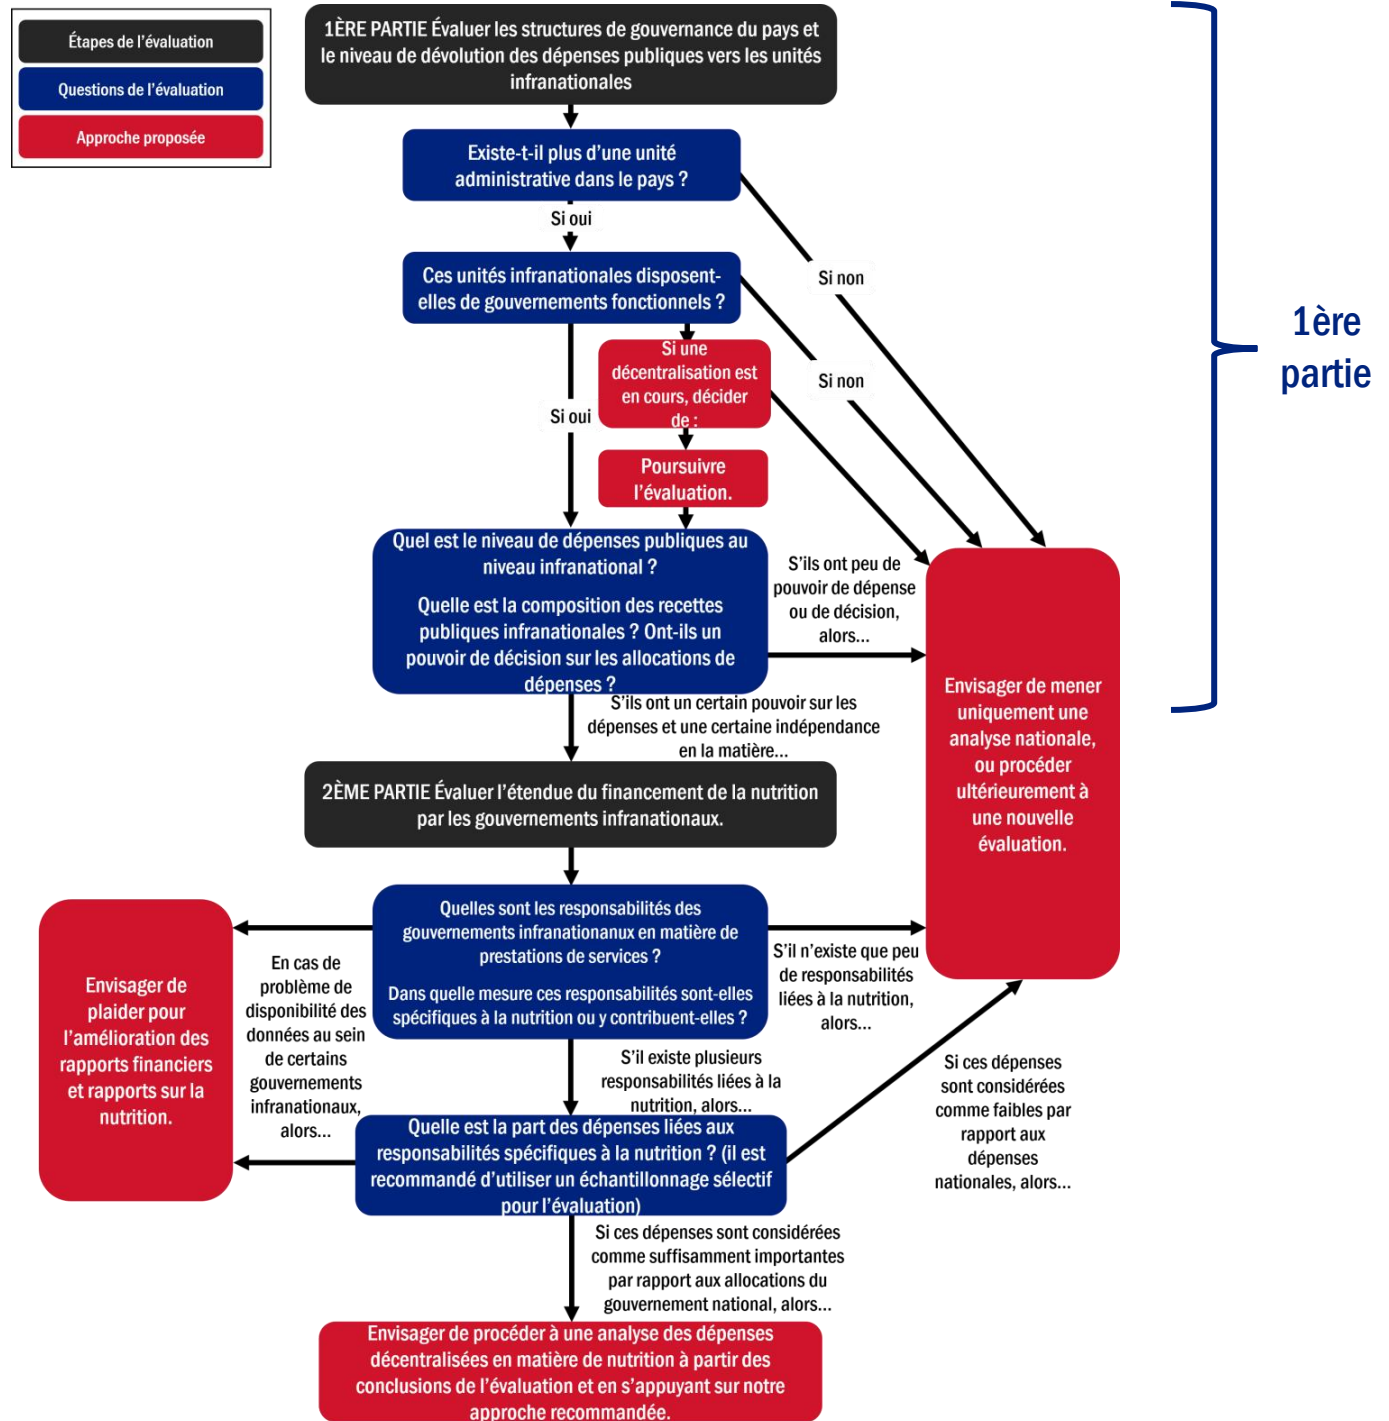 Étapes de l'évaluation
Questions de l'évaluation
Approche proposée
1ÈRE PARTIE Évaluer les structures de gouvernance du pays et
le niveau de dévolution des dépenses publiques vers les unités
infranationales
Existe-t-il plus d'une unité
administrative dans le pays ?
Si oui
Si non
Ces unités infranationales disposent-
elles de gouvernements fonctionnels ?
Si oui
Si une
décentralisation est
en cours, décider
de :
Si non
Poursuivre
l'évaluation.
1ère
partie
Quel est le niveau de dépenses publiques au
niveau infranational ?
Quelle est la composition des recettes
publiques infranationales ? Ont-ils un
pouvoir de décision sur les allocations de
dépenses ?
S'ils ont peu de
pouvoir de dépense
ou de décision,
alors...
S'ils ont un certain pouvoir sur les
dépenses et une certaine indépendance
en la matière...
Envisager de mener
uniquement une
analyse nationale,
ou procéder
ultérieurement à
une nouvelle
évaluation.
2ÈME PARTIE Évaluer l'étendue du financement de la nutrition
par les gouvernements infranationaux.
Quelles sont les responsabilités des
gouvernements infranationanux en matière de
prestations de services ?
Dans quelle mesure ces responsabilités sont-elles
spécifiques à la nutrition ou y contribuent-elles ?
S'il n'existe que peu
de responsabilités
liées à la nutrition,
alors...
En cas de
problème de
disponibilité des
données au sein
de certains
gouvernements
infranationaux,
alors...
Envisager de
plaider pour
l'amélioration des
rapports financiers
et rapports sur la
nutrition.
S'il existe plusieurs
responsabilités liées à la
nutrition, alors...
Quelle est la part des dépenses liées aux
responsabilités spécifiques à la nutrition ? (il est
recommandé d'utiliser un échantillonnage sélectif
pour l'évaluation)
Si ces dépenses
sont considérées
comme faibles par
rapport aux
dépenses
nationales, alors...
Si ces dépenses sont considérées
comme suffisamment importantes
par rapport aux allocations du
gouvernement national, alors...
Envisager de procéder à une analyse des dépenses
décentralisées en matière de nutrition à partir des
conclusions de l'évaluation et en s'appuyant sur notre
approche recommandée.